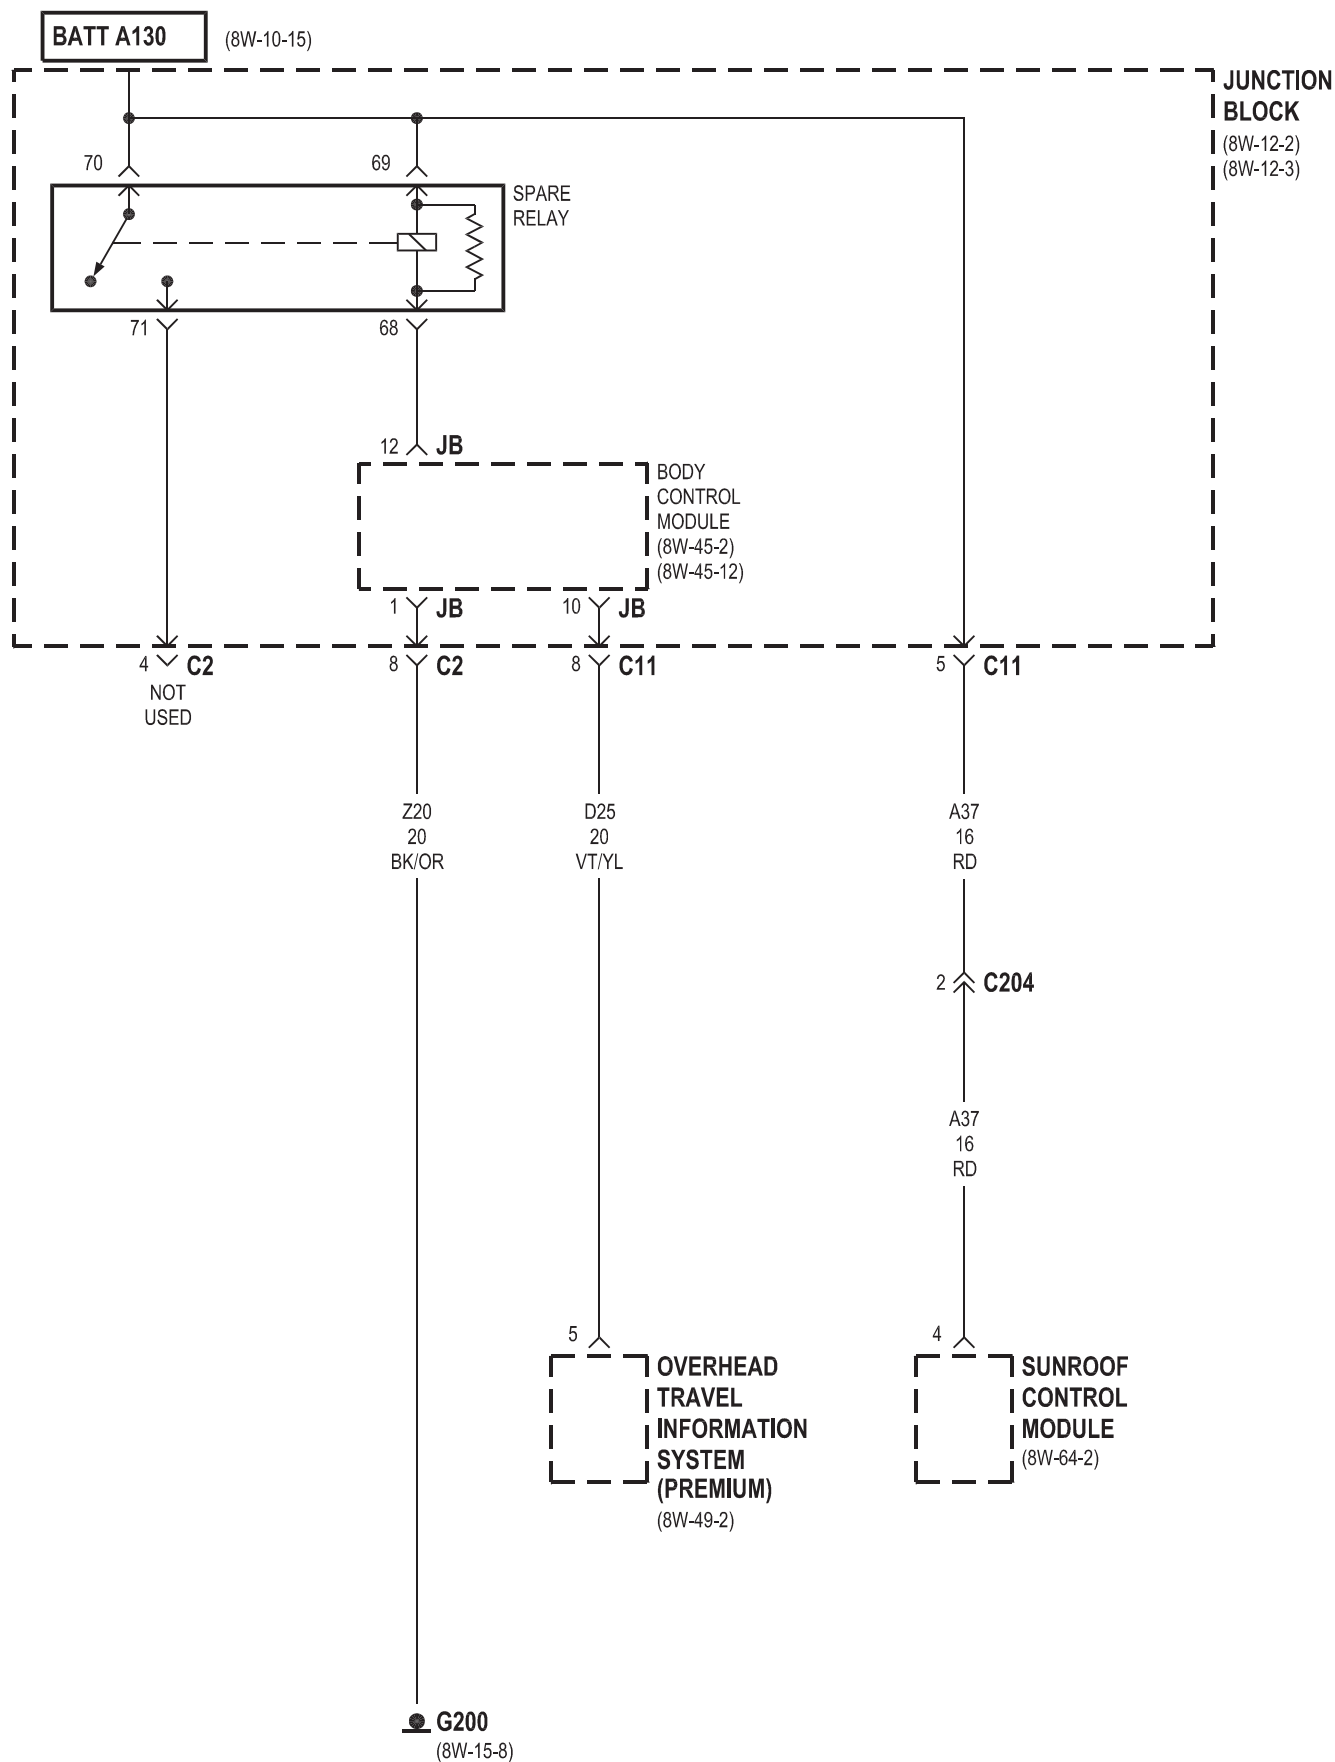 BATT A130
(8W-10-15)
JUNCTION
BLOCK
(8W-12-2)
(8W-12-3)
70
69
SPARE
RELAY
71
68
12
JB
BODY
CONTROL
MODULE
(8W-45-2)
(8W-45-12)
1
JB
10
JB
4
C2
NOT
USED
8
C2
8
C11
5
C11
Z20
20
BK/OR
D25
20
VT/YL
A37
16
RD
2
C204
A37
16
RD
5
OVERHEAD
TRAVEL
INFORMATION
SYSTEM
(PREMIUM)
(8W-49-2)
4
SUNROOF
CONTROL
MODULE
(8W-64-2)
G200
(8W-15-8)